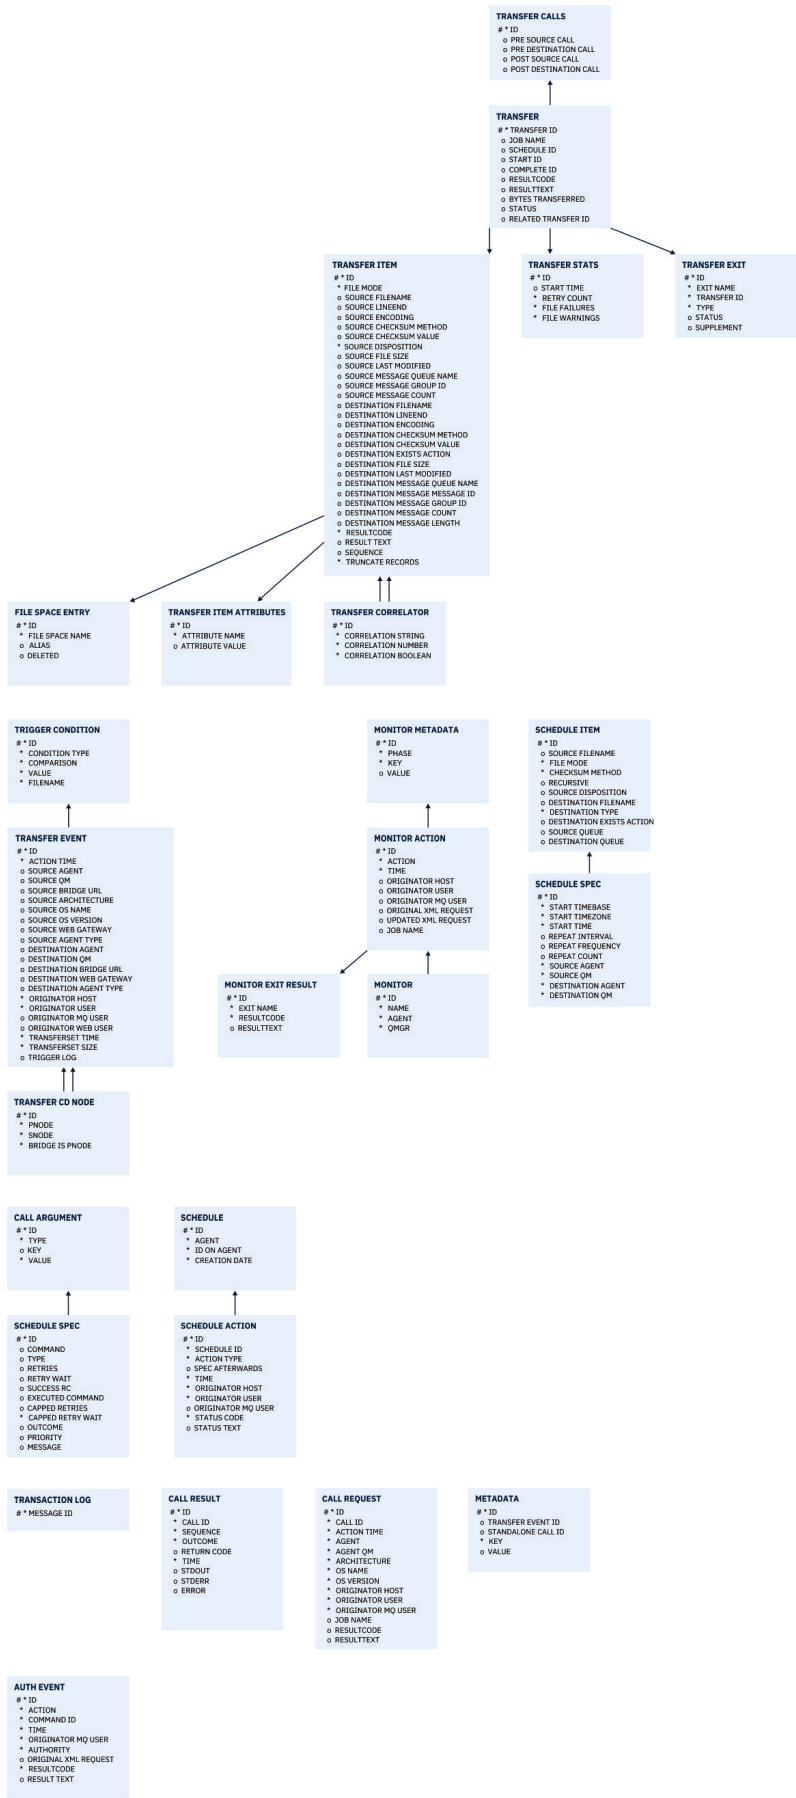 TRANSFER CALLS
# * ID
o PRE SOURCE CALL
o PRE DESTINATION CALL
o POST SOURCE CALL
o POST DESTINATION CALL
TRANSFER
# * TRANSFER ID
o JOB NAME
o SCHEDULE ID
o START ID
o COMPLETE ID
o RESULTCODE
o RESULTTEXT
o BYTES TRANSFERRED
o STATUS
o RELATED TRANSFER ID
TRANSFER ITEM
# * ID
* FILE MODE
o SOURCE FILENAME
o SOURCE LINEEND
o SOURCE ENCODING
o SOURCE CHECKSUM METHOD
o SOURCE CHECKSUM VALUE
* SOURCE DISPOSITION
o SOURCE FILE SIZE
o SOURCE LAST MODIFIED
o SOURCE MESSAGE QUEUE NAME
o SOURCE MESSAGE GROUP ID
o SOURCE MESSAGE COUNT
o DESTINATION FILENAME
o DESTINATION LINEEND
o DESTINATION ENCODING
o DESTINATION CHECKSUM METHOD
o DESTINATION CHECKSUM VALUE
o DESTINATION EXISTS ACTION
o DESTINATION FILE SIZE
o DESTINATION LAST MODIFIED
o DESTINATION MESSAGE QUEUE NAME
o DESTINATION MESSAGE MESSAGE ID
o DESTINATION MESSAGE GROUP ID
o DESTINATION MESSAGE COUNT
o DESTINATION MESSAGE LENGTH
* RESULTCODE
o RESULT TEXT
o SEQUENCE
* TRUNCATE RECORDS
TRANSFER STATS
# * ID
o START TIME
* RETRY COUNT
* FILE FAILURES
* FILE WARNINGS
TRANSFER EXIT
# * ID
* EXIT NAME
* TRANSFER ID
* TYPE
o STATUS
o SUPPLEMENT
FILE SPACE ENTRY
# * ID
* FILE SPACE NAME
o ALIAS
o DELETED
TRANSFER ITEM ATTRIBUTES
# * ID
* ATTRIBUTE NAME
o ATTRIBUTE VALUE
TRANSFER CORRELATOR
# * ID
* CORRELATION STRING
* CORRELATION NUMBER
* CORRELATION BOOLEAN
TRIGGER CONDITION
# * ID
* CONDITION TYPE
* COMPARISON
* VALUE
* FILENAME
MONITOR METADATA
# * ID
* PHASE
* KEY
o VALUE
SCHEDULE ITEM
# * ID
o SOURCE FILENAME
* FILE MODE
* CHECKSUM METHOD
o RECURSIVE
o SOURCE DISPOSITION
o DESTINATION FILENAME
* DESTINATION TYPE
o DESTINATION EXISTS ACTION
o SOURCE QUEUE
o DESTINATION QUEUE
TRANSFER EVENT
# * ID
* ACTION TIME
o SOURCE AGENT
o SOURCE QM
o SOURCE BRIDGE URL
o SOURCE ARCHITECTURE
o SOURCE OS NAME
o SOURCE OS VERSION
o SOURCE WEB GATEWAY
o SOURCE AGENT TYPE
o DESTINATION AGENT
o DESTINATION QM
o DESTINATION BRIDGE URL
o DESTINATION WEB GATEWAY
o DESTINATION AGENT TYPE
* ORIGINATOR HOST
* ORIGINATOR USER
o ORIGINATOR MQ USER
o ORIGINATOR WEB USER
* TRANSFERSET TIME
* TRANSFERSET SIZE
o TRIGGER LOG
MONITOR ACTION
# * ID
* ACTION
* TIME
o ORIGINATOR HOST
o ORIGINATOR USER
o ORIGINATOR MQ USER
o ORIGINAL XML REQUEST
o UPDATED XML REQUEST
o JOB NAME
SCHEDULE SPEC
# * ID
* START TIMEBASE
* START TIMEZONE
* START TIME
o REPEAT INTERVAL
o REPEAT FREQUENCY
o REPEAT COUNT
* SOURCE AGENT
* SOURCE QM
* DESTINATION AGENT
* DESTINATION QM
MONITOR EXIT RESULT
# * ID
* EXIT NAME
* RESULTCODE
o RESULTTEXT
MONITOR
# * ID
* NAME
* AGENT
* QMGR
TRANSFER CD NODE
# * ID
* PNODE
* SNODE
* BRIDGE IS PNODE
CALL ARGUMENT
# * ID
* TYPE
o KEY
* VALUE
SCHEDULE
# * ID
* AGENT
* ID ON AGENT
* CREATION DATE
SCHEDULE SPEC
# * ID
o COMMAND
o TYPE
o RETRIES
o RETRY WAIT
o SUCCESS RC
o EXECUTED COMMAND
o CAPPED RETRIES
* CAPPED RETRY WAIT
o OUTCOME
o PRIORITY
o MESSAGE
SCHEDULE ACTION
# * ID
* SCHEDULE ID
* ACTION TYPE
o SPEC AFTERWARDS
* TIME
* ORIGINATOR HOST
* ORIGINATOR USER
o ORIGINATOR MQ USER
* STATUS CODE
o STATUS TEXT
TRANSACTION LOG
# * MESSAGE ID
CALL RESULT
# * ID
* CALL ID
* SEQUENCE
* OUTCOME
o RETURN CODE
* TIME
o STDOUT
o STDERR
o ERROR
CALL REQUEST
# * ID
* CALL ID
* ACTION TIME
* AGENT
* AGENT QM
* ARCHITECTURE
* OS NAME
* OS VERSION
* ORIGINATOR HOST
* ORIGINATOR USER
* ORIGINATOR MQ USER
o JOB NAME
o RESULTCODE
o RESULTTEXT
METADATA
# * ID
o TRANSFER EVENT ID
o STANDALONE CALL ID
* KEY
o VALUE
AUTH EVENT
# * ID
* ACTION
* COMMAND ID
* TIME
* ORIGINATOR MQ USER
* AUTHORITY
o ORIGINAL XML REQUEST
* RESULTCODE
o RESULT TEXT